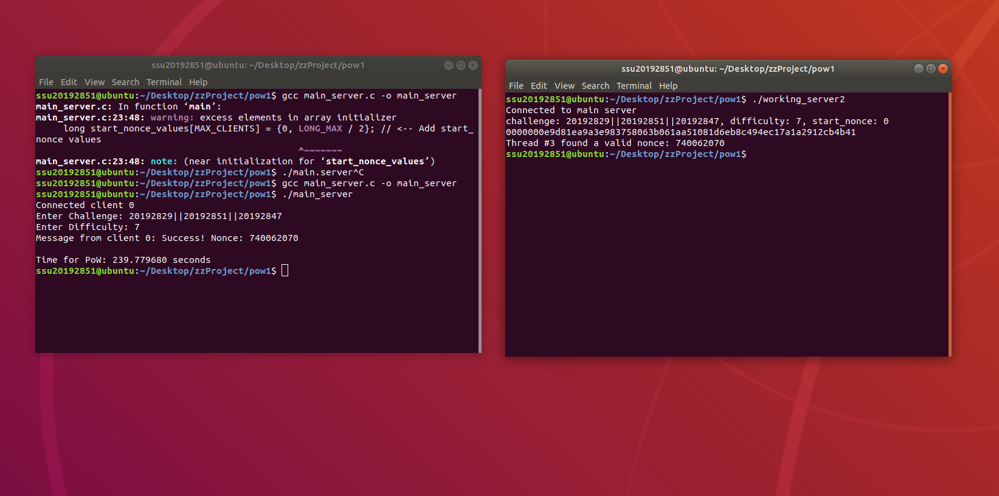 ssu20192851@ubuntu: ~/Desktop/zzProject/pow1
File Edit View Search Terminal Help
ssu20192851@ubuntu:~/Desktop/zzProject/pow1$ gcc main_server.c -o main_server
main_server.c: In function ‘main’:
main_server.c:23:48: warning: excess elements in array initializer
     long start_nonce_values[MAX_CLIENTS] = {0, LONG_MAX / 2}; // <-- Add start_
nonce values
                                                ^~~~~~~~
main_server.c:23:48: note: (near initialization for ‘start_nonce_values’)
ssu20192851@ubuntu:~/Desktop/zzProject/pow1$ ./main.server^C
ssu20192851@ubuntu:~/Desktop/zzProject/pow1$ gcc main_server.c -o main_server
ssu20192851@ubuntu:~/Desktop/zzProject/pow1$ ./main_server
Connected client 0
Enter Challenge: 20192829||20192851||20192847
Enter Difficulty: 7
Message from client 0: Success! Nonce: 740062070
Time for PoW: 239.779680 seconds
ssu20192851@ubuntu:~/Desktop/zzProject/pow1$
ssu20192851@ubuntu: ~/Desktop/zzProject/pow1
File Edit View Search Terminal Help
ssu20192851@ubuntu:~/Desktop/zzProject/pow1$ ./working_server2
Connected to main server
challenge: 20192829||20192851||20192847, difficulty: 7, start_nonce: 0
0000000e9d81ea9a3e983758063b061aa51081d6eb8c494ec17a1a2912cb4b41
Thread #3 found a valid nonce: 740062070
ssu20192851@ubuntu:~/Desktop/zzProject/pow1$